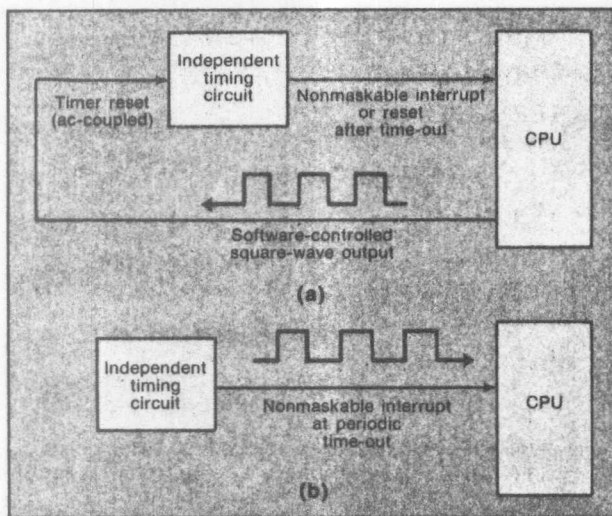 Independent
timing
circuit
Timer reset
(ac-coupled)
Nonmaskable interrupt
or reset
after time-out
CPU
Software-controlled
square-wave output
(a)
Independent
timing
circuit
Nonmaskable interrupt
at periodic
time-out
CPU
(b)